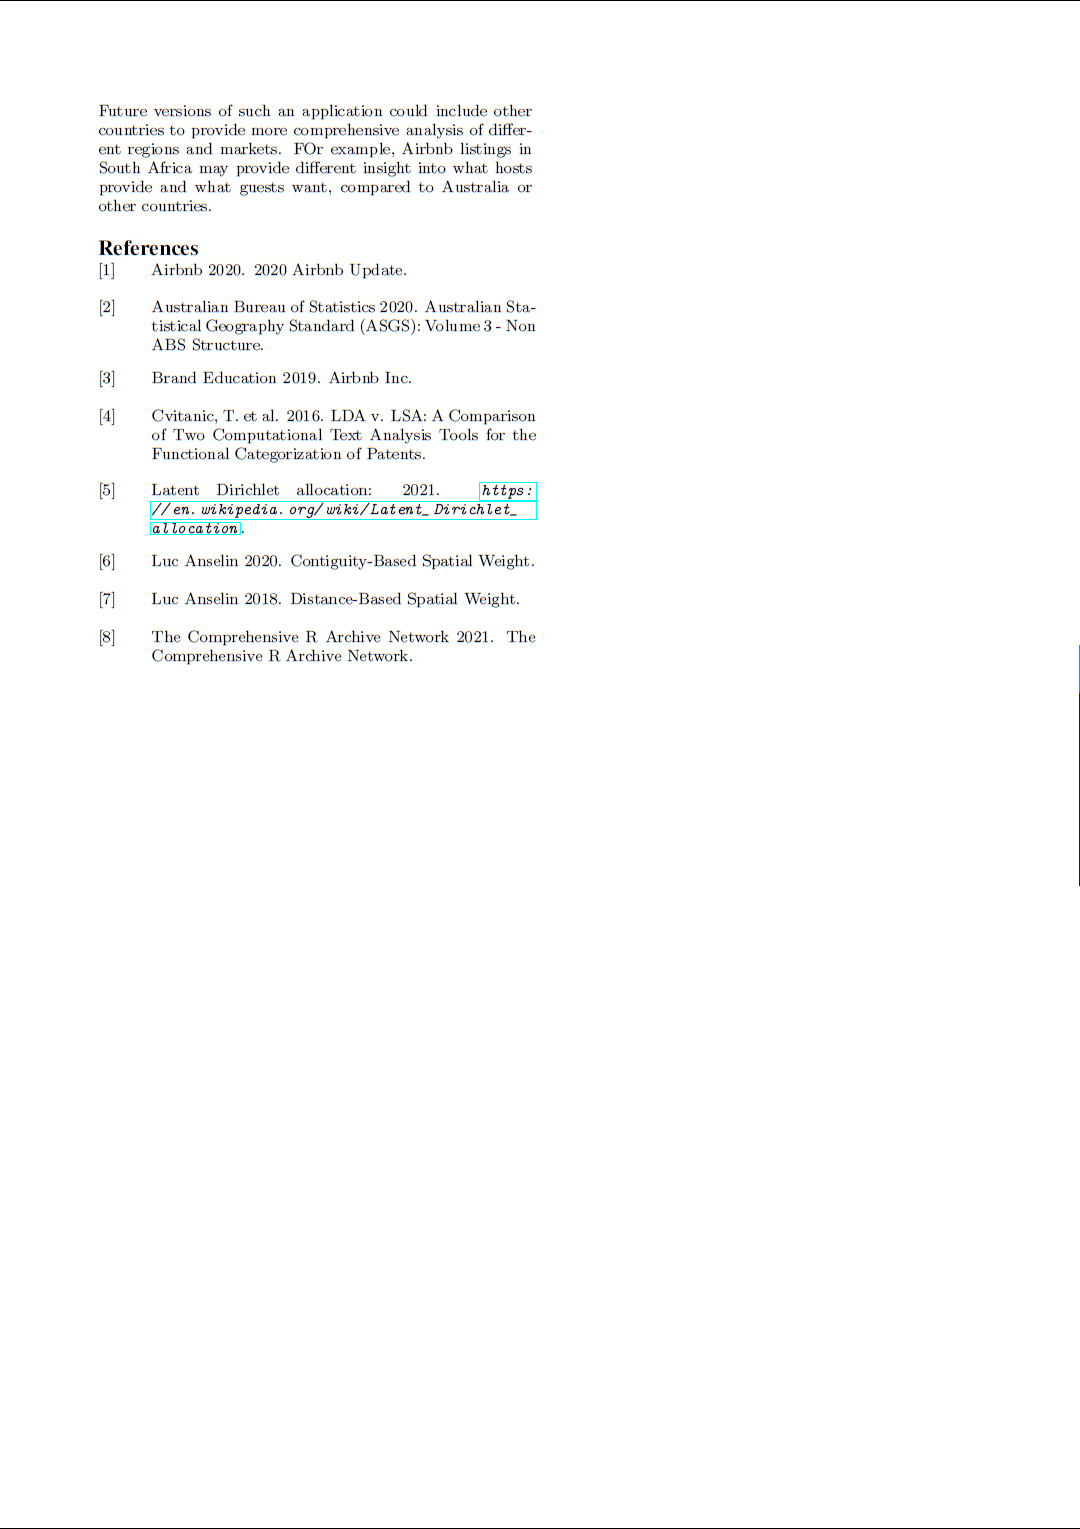 Future versions of such an application could include other
countries to provide more comprehensive analysis of differ-
ent regions and markets. FOr example, Airbnb listings in
South Africa may provide different insight into what hosts
provide and what guests want, compared to Australia or
other countries.
References
[1] Airbnb 2020. 2020 Airbnb Update.
[2] Australian Bureau of Statistics 2020. Australian Sta-
tistical Geography Standard (ASGS): Volume 3 - Non
ABS Structure.
[3] Brand Education 2019. Airbnb Inc.
[4] Cvitanic, T. et al. 2016. LDA v. LSA: A Comparison
of Two Computational Text Analysis Tools for the
Functional Categorization of Patents.
[5] Latent Dirichlet allocation: 2021. https:
//en.wikipedia.org/wiki/Latent_Dirichlet_
allocation.
[6] Luc Anselin 2020. Contiguity-Based Spatial Weight.
[7] Luc Anselin 2018. Distance-Based Spatial Weight.
[8] The Comprehensive R Archive Network 2021. The
Comprehensive R Archive Network.